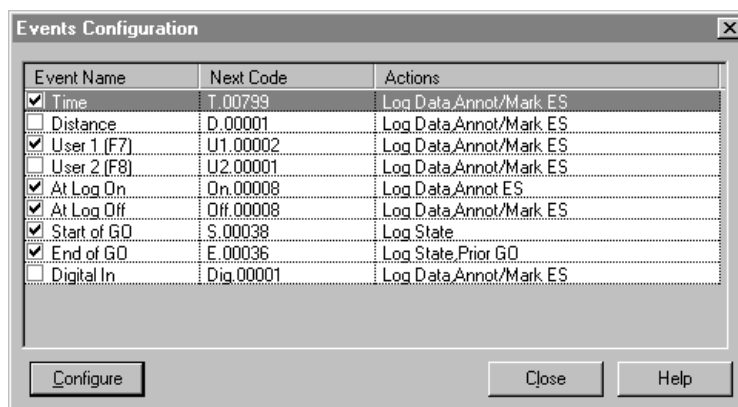 Events Configuration
Event Name Next Code Actions
Time T.00799 Log Data,Annot/Mark ES
Distance D.00001 Log Data,Annot/Mark ES
User 1 (F7) U1.00002 Log Data,Annot/Mark ES
User 2 (F8) U2.00001 Log Data,Annot/Mark ES
At Log On On.00008 Log Data,Annot ES
At Log Off Off.00008 Log Data,Annot/Mark ES
Start of GO S.00038 Log State
End of GO E.00036 Log State,Prior GO
Digital In Dig.00001 Log Data,Annot/Mark ES
Configure Close Help